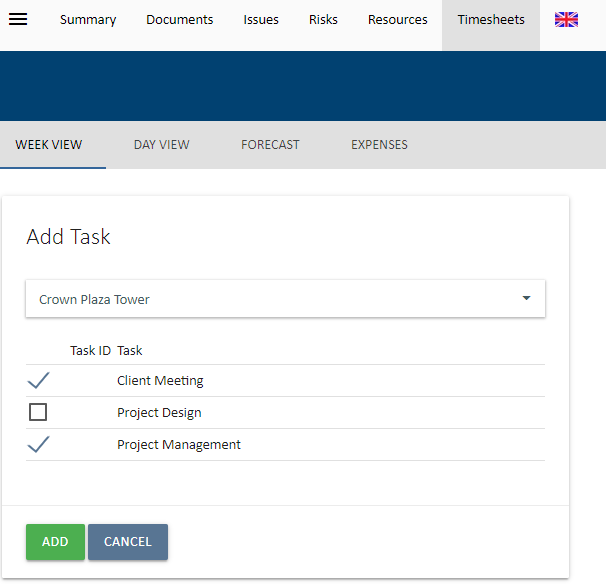 Summary Documents Issues Risks Resources Timesheets
WEEK VIEW DAY VIEW FORECAST EXPENSES
Add Task
Crown Plaza Tower
Task ID Task
Client Meeting
Project Design
Project Management
ADD CANCEL